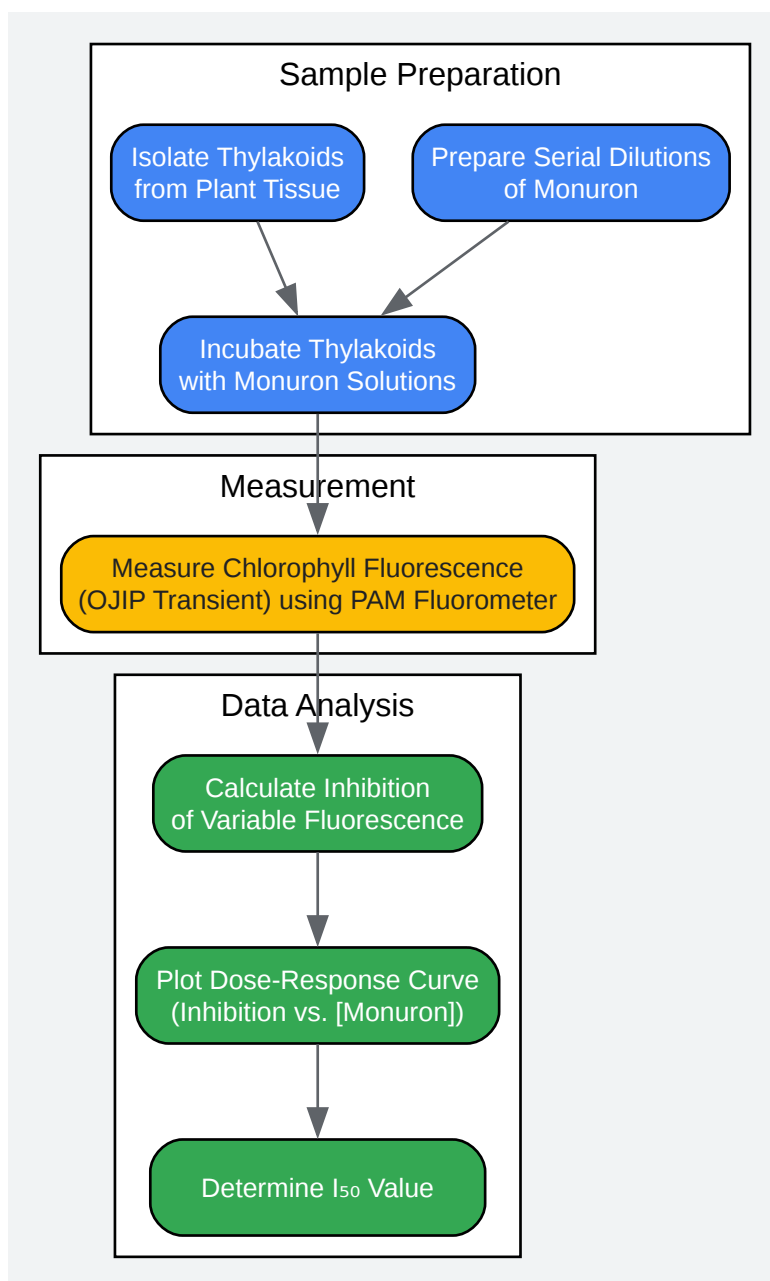 Sample Preparation
Isolate Thylakoids
from Plant Tissue
Prepare Serial Dilutions
of Monuron
Incubate Thylakoids
with Monuron Solutions
Measurement
Measure Chlorophyll Fluorescence
(OJIP Transient) using PAM Fluorometer
Data Analysis
Calculate Inhibition
of Variable Fluorescence
Plot Dose-Response Curve
(Inhibition vs. [Monuron])
Determine I₅₀ Value